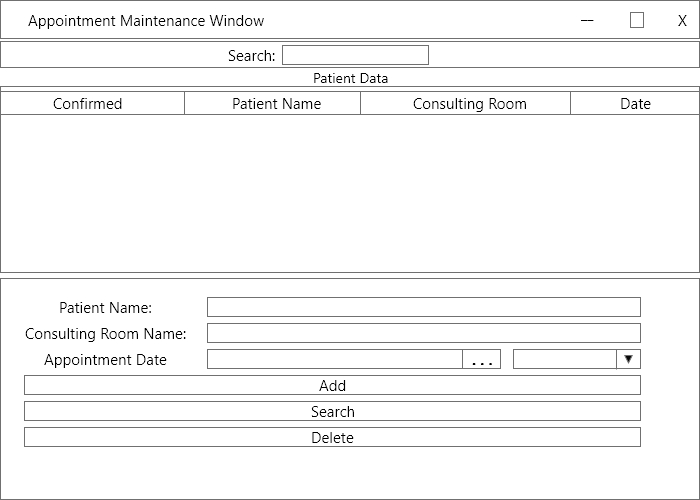 Appointment Maintenance Window X
Search:
Patient Data
Confirmed Patient Name Consulting Room Date
Patient Name:
Consulting Room Name:
Appointment Date ... ▼
Add
Search
Delete